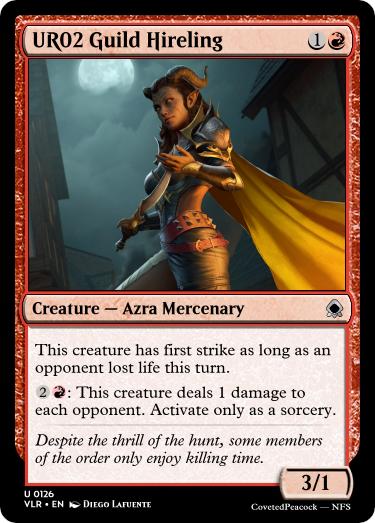 UR02 Guild Hireling 1
Creature — Azra Mercenary
This creature has first strike as long as an
opponent lost life this turn.
2 : This creature deals 1 damage to
each opponent. Activate only as a sorcery.
Despite the thrill of the hunt, some members
of the order only enjoy killing time.
3/1
U 0126
VLR • EN Diego Lafuente
CovetedPeacock — NFS